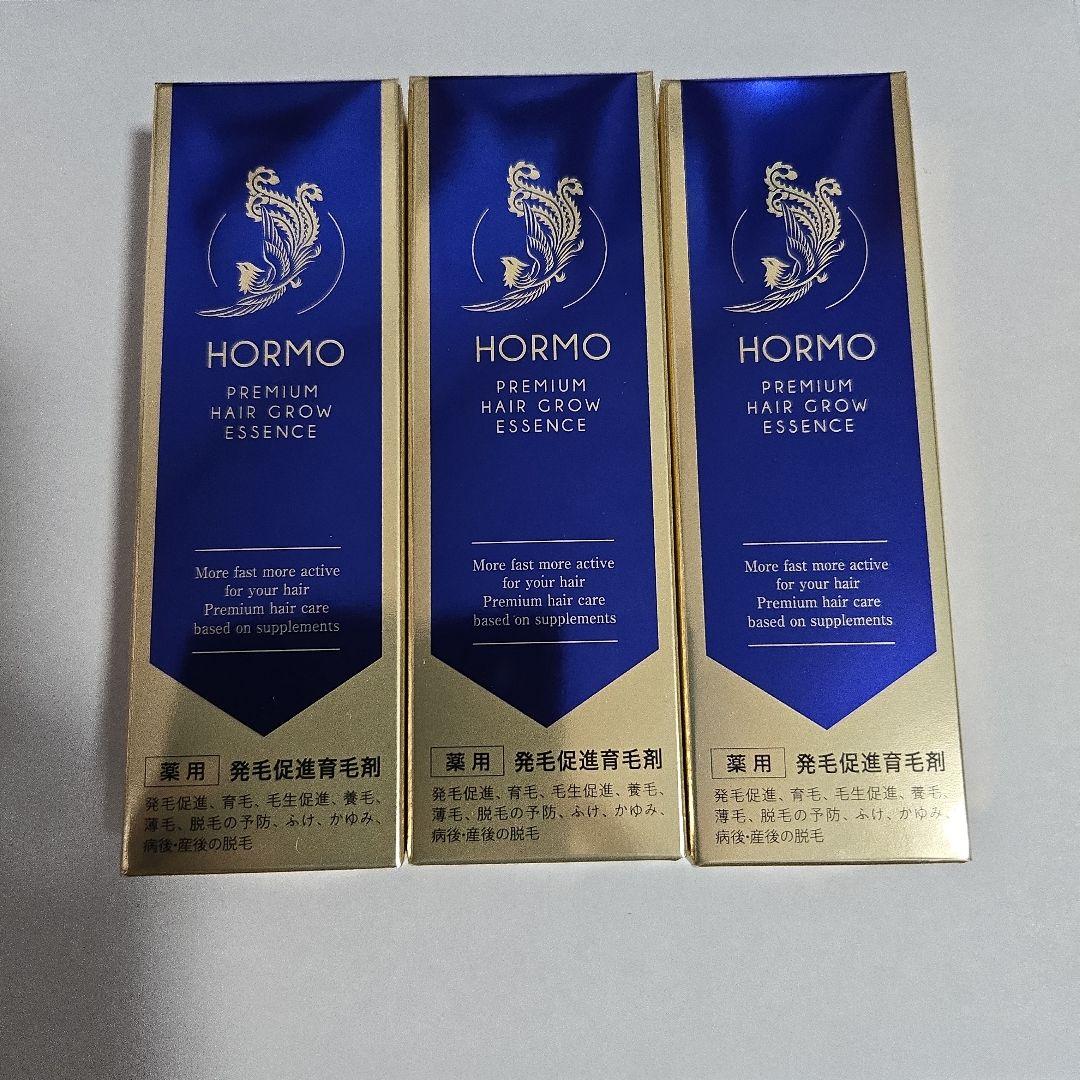 HORMO
PREMIUM
HAIR GROW
ESSENCE
More fast more active
for your hair
Premium hair care
based on supplements
薬用 発毛促進育毛剤
発毛促進、育毛、毛生促進、養毛、
薄毛、脱毛の予防、ふけ、かゆみ、
病後・産後の脱毛
HORMO
PREMIUM
HAIR GROW
ESSENCE
More fast more active
for your hair
Premium hair care
based on supplements
薬用 発毛促進育毛剤
発毛促進、育毛、毛生促進、養毛、
薄毛、脱毛の予防、ふけ、かゆみ、
病後・産後の脱毛
HORMO
PREMIUM
HAIR GROW
ESSENCE
More fast more active
for your hair
Premium hair care
based on supplements
薬用 発毛促進育毛剤
発毛促進、育毛、毛生促進、養毛、
薄毛、脱毛の予防、ふけ、かゆみ、
病後・産後の脱毛